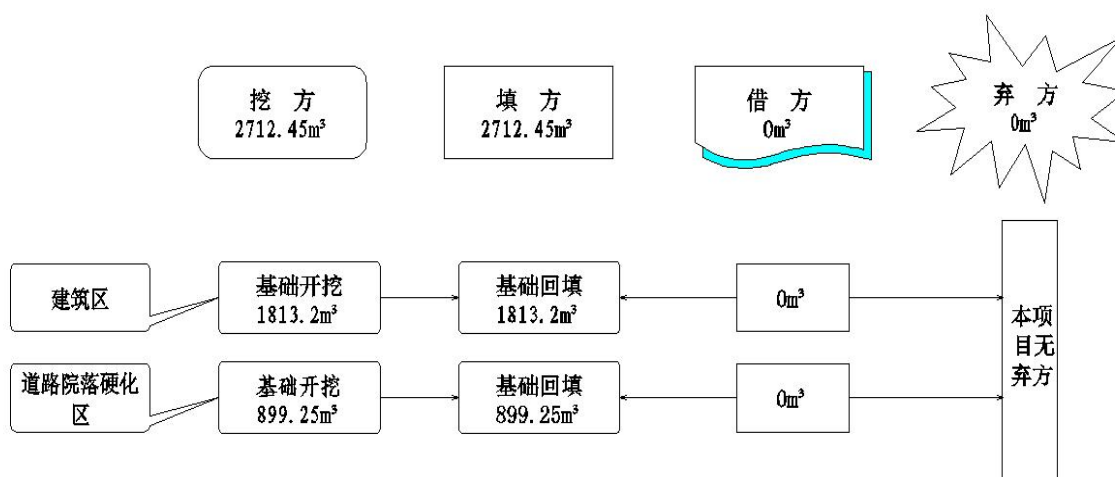 挖 方
2712.45m³
填 方
2712.45m³
借 方
0m³
弃 方
0m³
建筑区
基础开挖
1813.2m³
基础回填
1813.2m³
0m³
道路院落硬化
区
基础开挖
899.25m³
基础回填
899.25m³
0m³
本项
目无
弃方